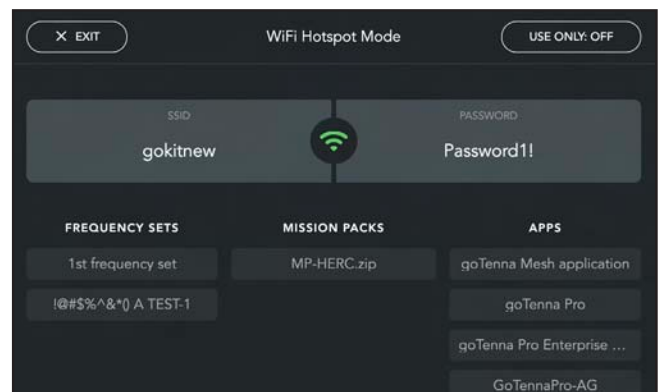 X EXIT
WiFi Hotspot Mode
USE ONLY: OFF
SSID
gokitnew
PASSWORD
Password1!
FREQUENCY SETS
1st frequency set
!@#$%^&*() A TEST-1
MISSION PACKS
MP-HERC.zip
APPS
goTenna Mesh application
goTenna Pro
goTenna Pro Enterprise ...
GoTennaPro-AG